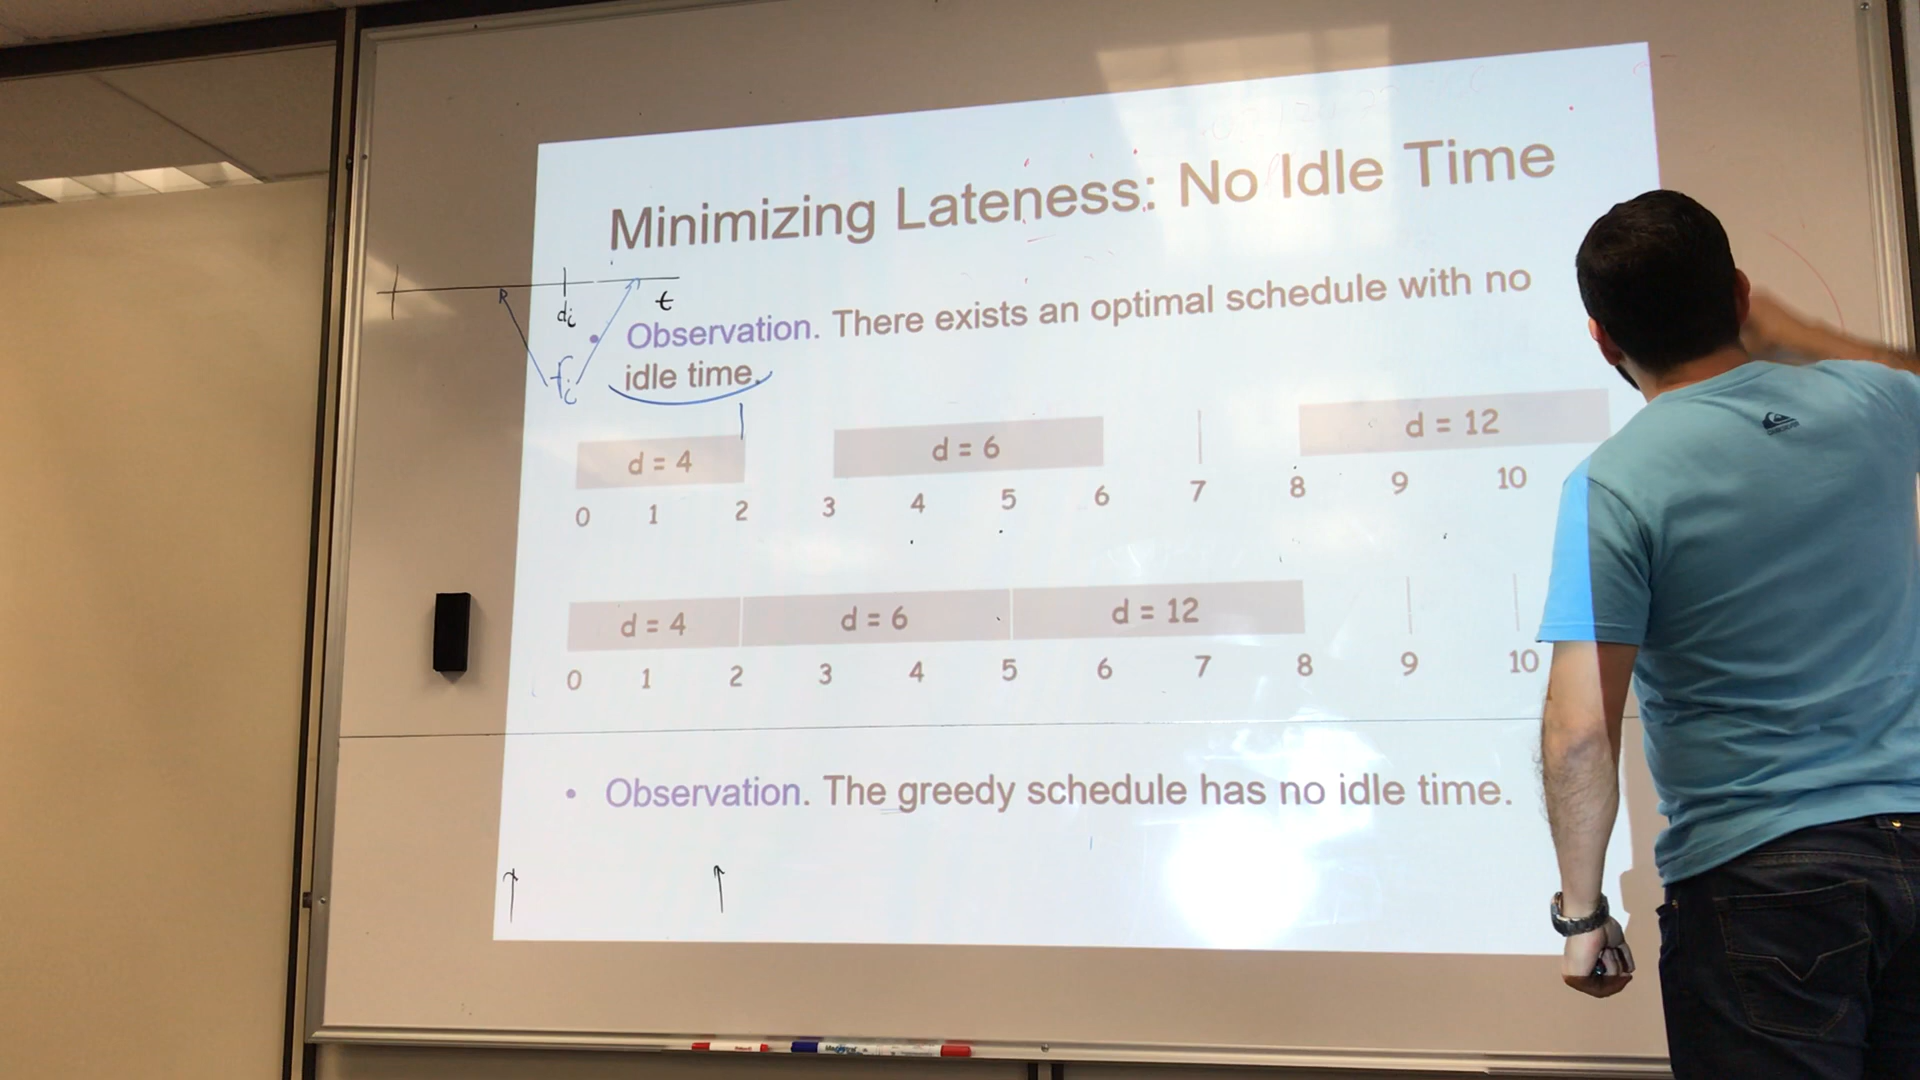 Minimizing Lateness: No Idle Time
di
t
• Observation. There exists an optimal schedule with no
idle time.
fi
d = 4 d = 6 d = 12
0 1 2 3 4 5 6 7 8 9 10
d = 4 d = 6 d = 12
0 1 2 3 4 5 6 7 8 9 10
• Observation. The greedy schedule has no idle time.